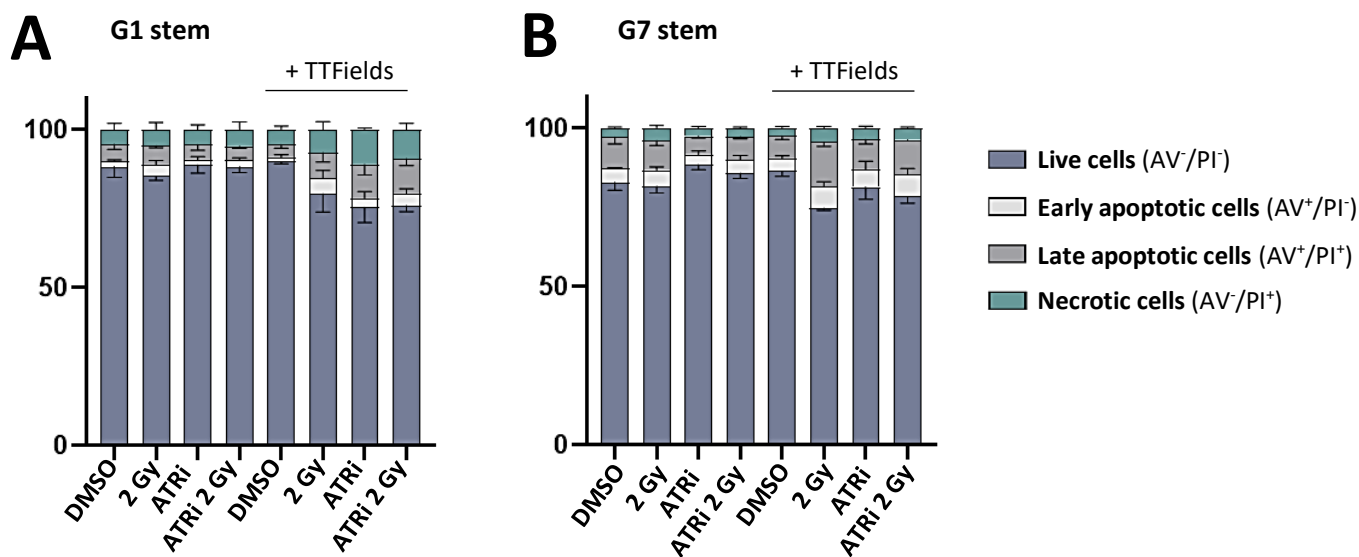 A
G1 stem
+ TTFields
100
50
0
DMSO
2 Gy
ATRi
ATRi 2 Gy
DMSO
2 Gy
ATRi
ATRi 2 Gy
B
G7 stem
+ TTFields
100
50
0
DMSO
2 Gy
ATRi
ATRi 2 Gy
DMSO
2 Gy
ATRi
ATRi 2 Gy
Live cells (AV⁻/PI⁻)
Early apoptotic cells (AV⁺/PI⁻)
Late apoptotic cells (AV⁺/PI⁺)
Necrotic cells (AV⁻/PI⁺)